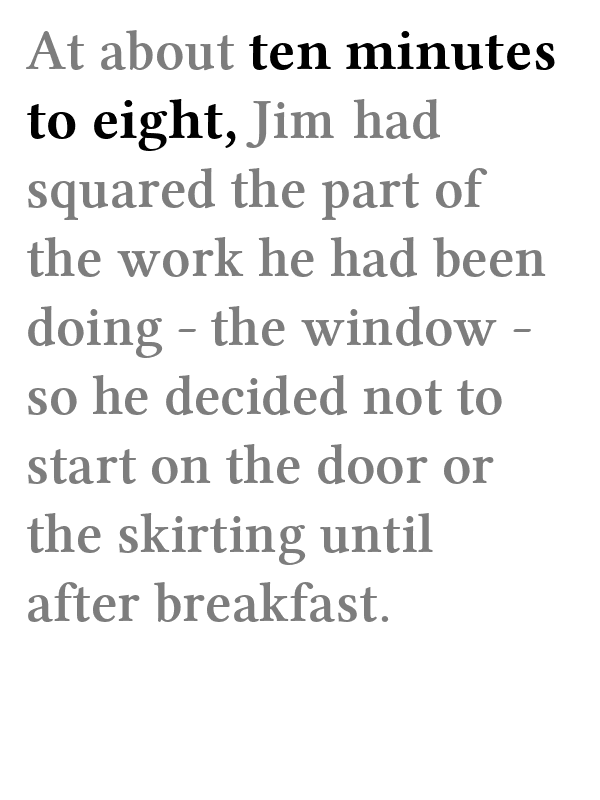 At about ten minutes
to eight, Jim had
squared the part of
the work he had been
doing – the window –
so he decided not to
start on the door or
the skirting until
after breakfast.